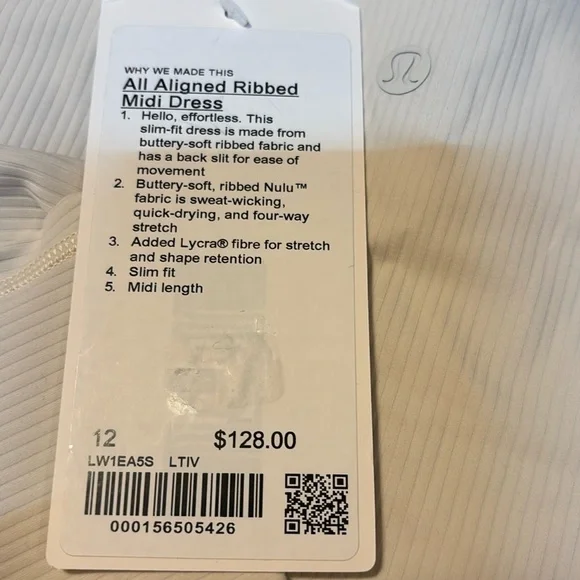 WHY WE MADE THIS
All Aligned Ribbed
Midi Dress
1. Hello, effortless. This
slim-fit dress is made from
buttery-soft ribbed fabric and
has a back slit for ease of
movement
2. Buttery-soft, ribbed Nulu™
fabric is sweat-wicking,
quick-drying, and four-way
stretch
3. Added Lycra® fibre for stretch
and shape retention
4. Slim fit
5. Midi length
12 $128.00
LW1EA5S LTIV
000156505426